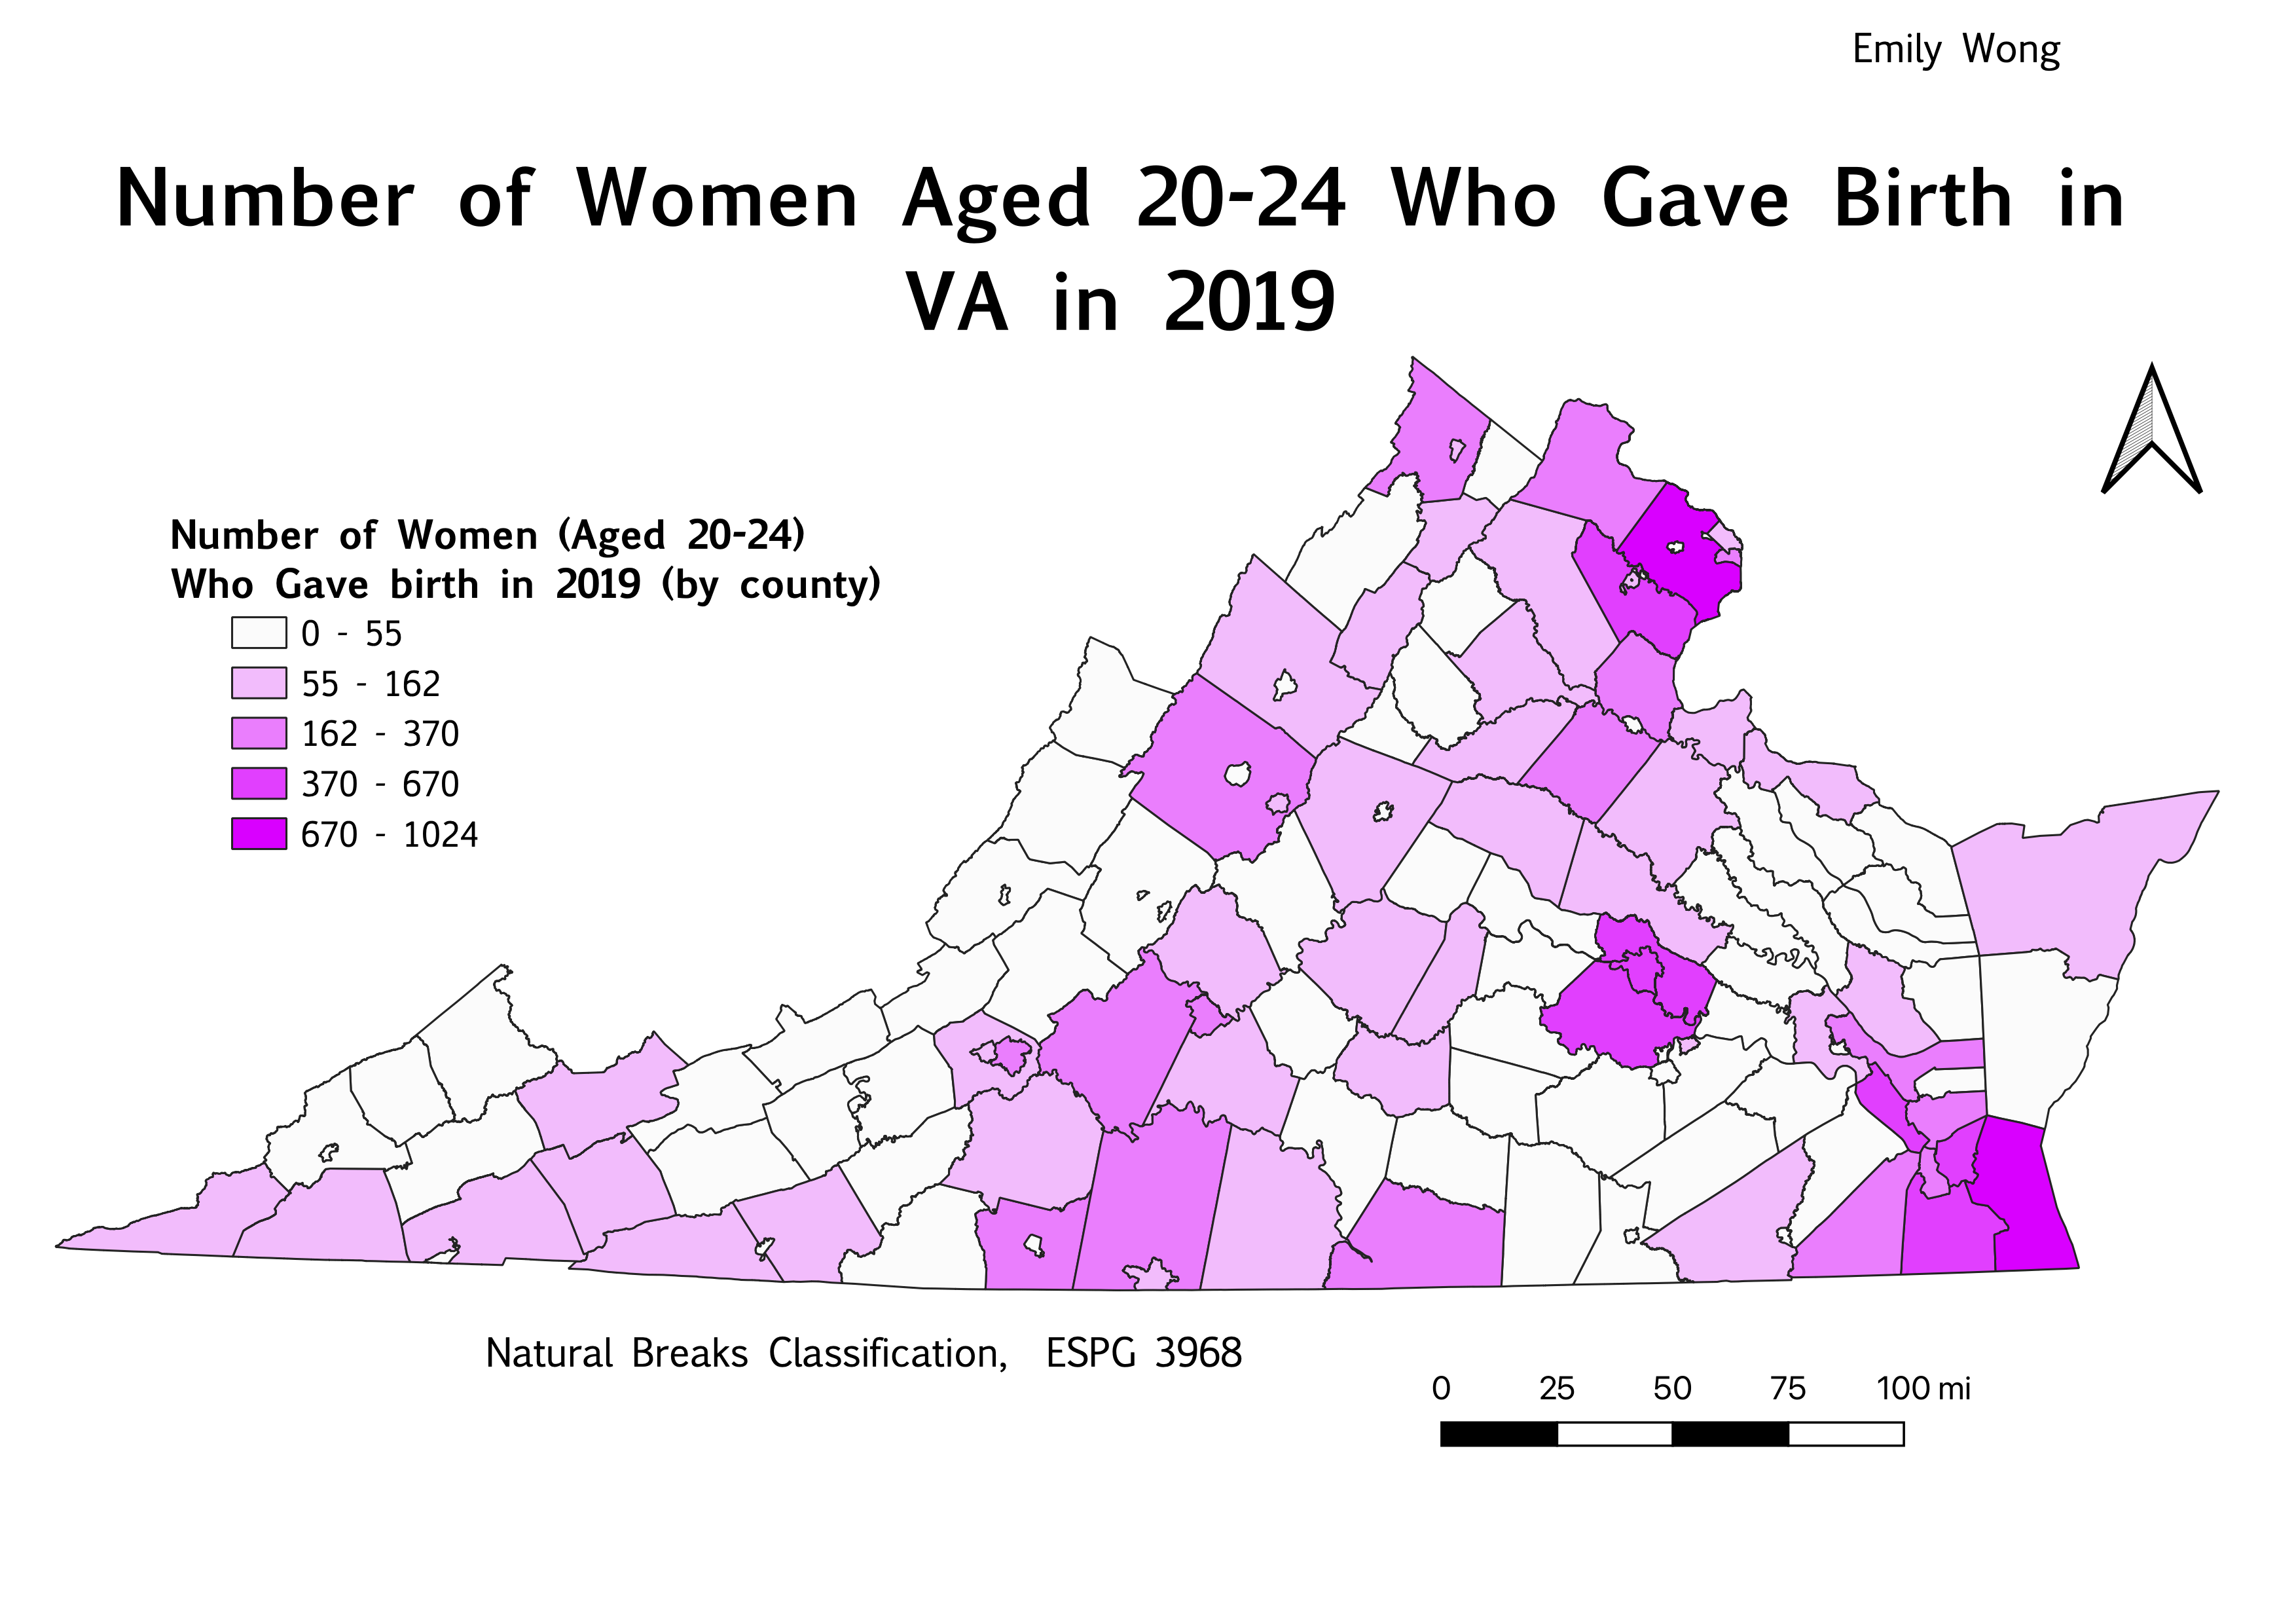 Emily Wong
Number of Women Aged 20-24 Who Gave Birth in
VA in 2019
Number of Women (Aged 20-24)
Who Gave birth in 2019 (by county)
0 - 55
55 - 162
162 - 370
370 - 670
670 - 1024
Natural Breaks Classification, ESPG 3968
0 25 50 75 100 mi